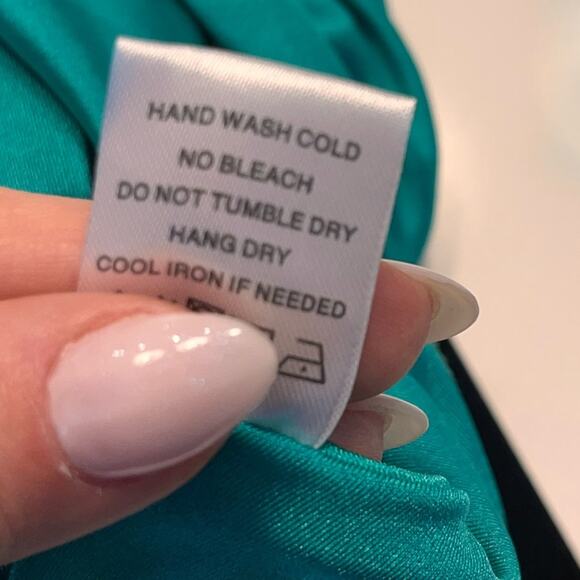 HAND WASH COLD
NO BLEACH
DO NOT TUMBLE DRY
HANG DRY
COOL IRON IF NEEDED